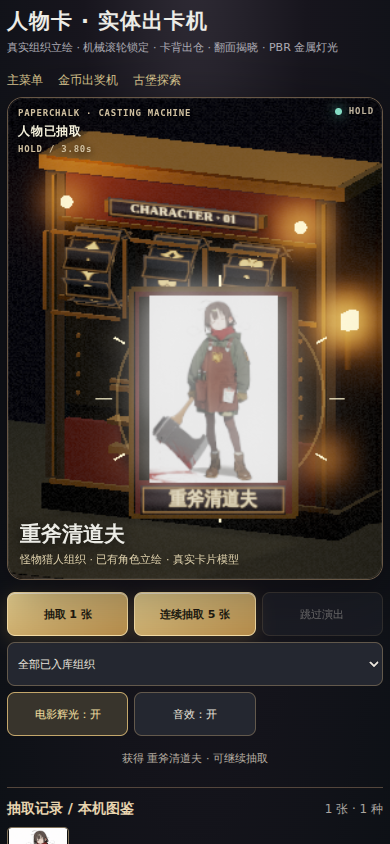 人物卡 · 实体出卡机
真实组织立绘 · 机械滚轮锁定 · 卡背出仓 · 翻面揭晓 · PBR 金属灯光
主菜单 金币出奖机 古堡探索
PAPERCHALK · CASTING MACHINE
HOLD
人物已抽取
HOLD / 3.80s
CHARACTER · 01
重斧清道夫
重斧清道夫
怪物猎人组织 · 已有角色立绘 · 真实卡片模型
抽取 1 张 连续抽取 5 张 跳过演出
全部已入库组织
电影辉光：开 音效：开
获得 重斧清道夫 · 可继续抽取
抽取记录 / 本机图鉴 1 张 · 1 种